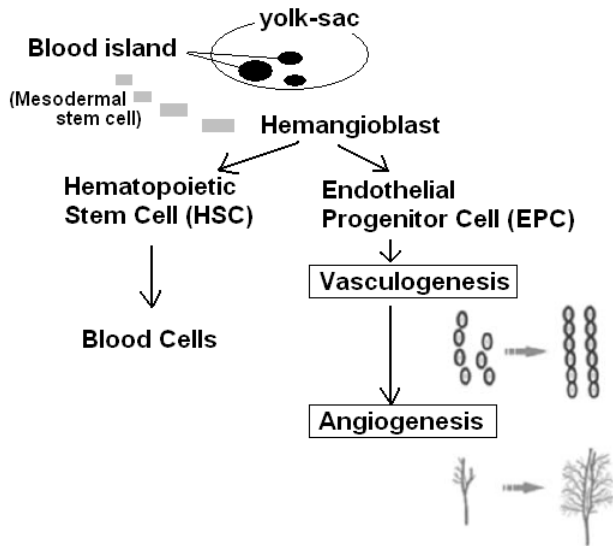 yolk-sac
Blood island
(Mesodermal
stem cell)
Hemangioblast
Hematopoietic
Stem Cell (HSC)
Endothelial
Progenitor Cell (EPC)
Vasculogenesis
Blood Cells
Angiogenesis